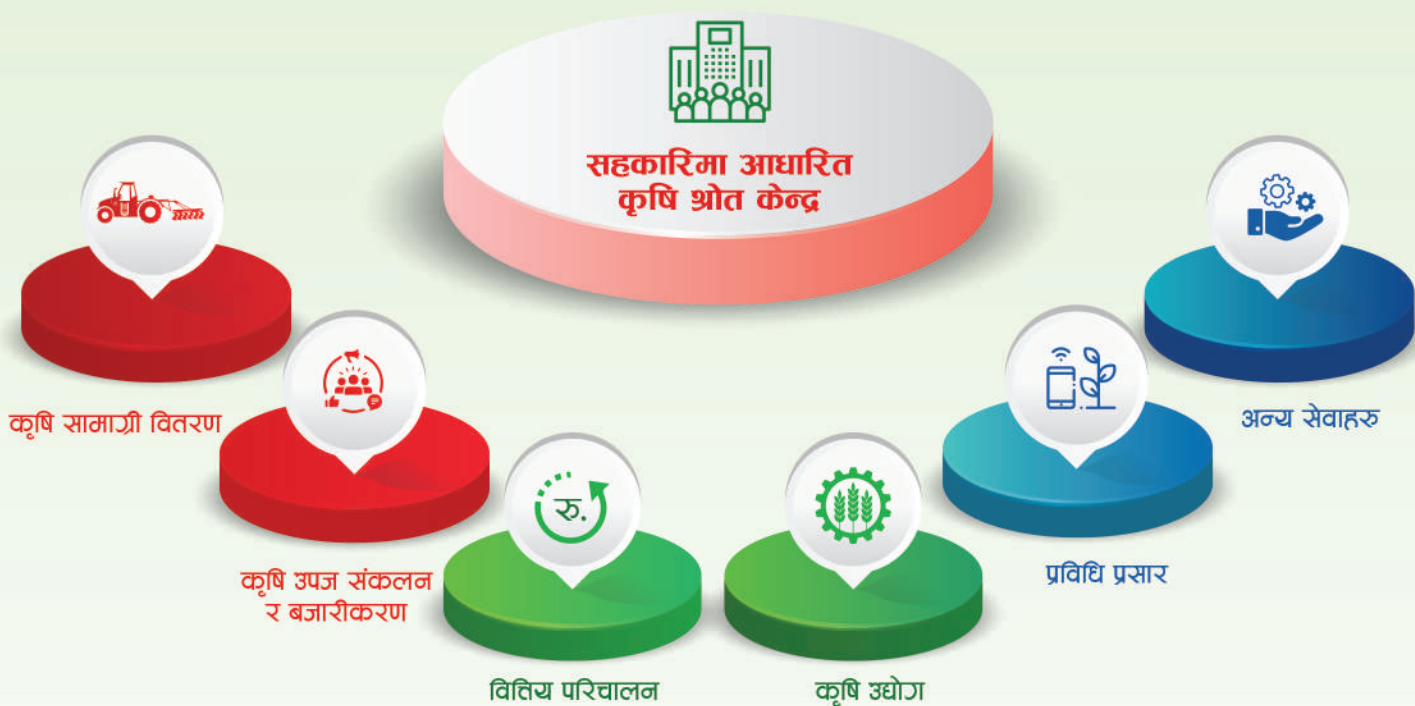 सहकारिमा आधारित
कृषि श्रोत केन्द्र
कृषि सामाग्री वितरण
कृषि उपज संकलन
र बजारीकरण
रु.
वित्तिय परिचालन
कृषि उद्योग
प्रविधि प्रसार
अन्य सेवाहरु